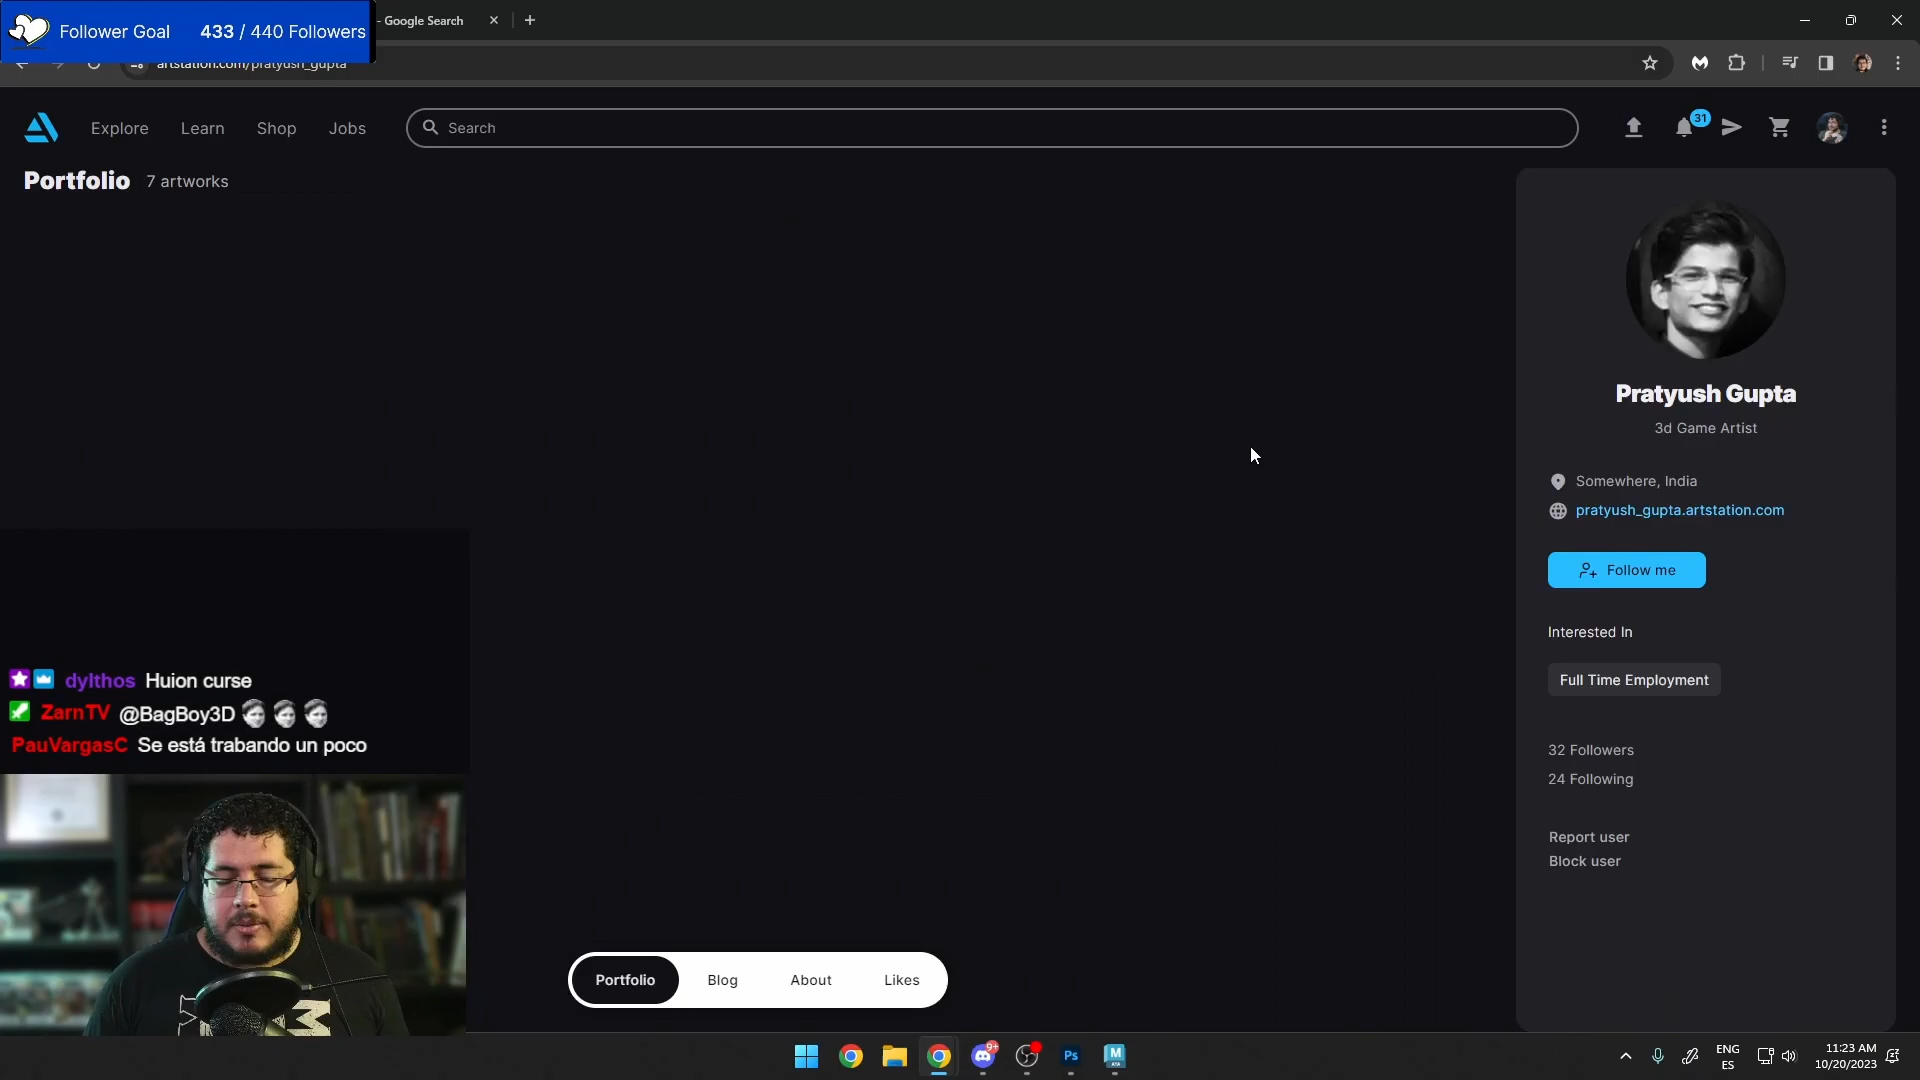 Follower Goal 433 / 440 Followers
- Google Search
artstation.com/pratyush_gupta
Explore Learn Shop Jobs Search 31
Portfolio 7 artworks
Pratyush Gupta
3d Game Artist
Somewhere, India
pratyush_gupta.artstation.com
Follow me
Interested In
Full Time Employment
32 Followers
24 Following
Report user
Block user
dylthos Huion curse
ZarnTV @BagBoy3D
PauVargasC Se está trabando un poco
Portfolio Blog About Likes
9+
Ps
M
ENG
ES
11:23 AM
10/20/2023